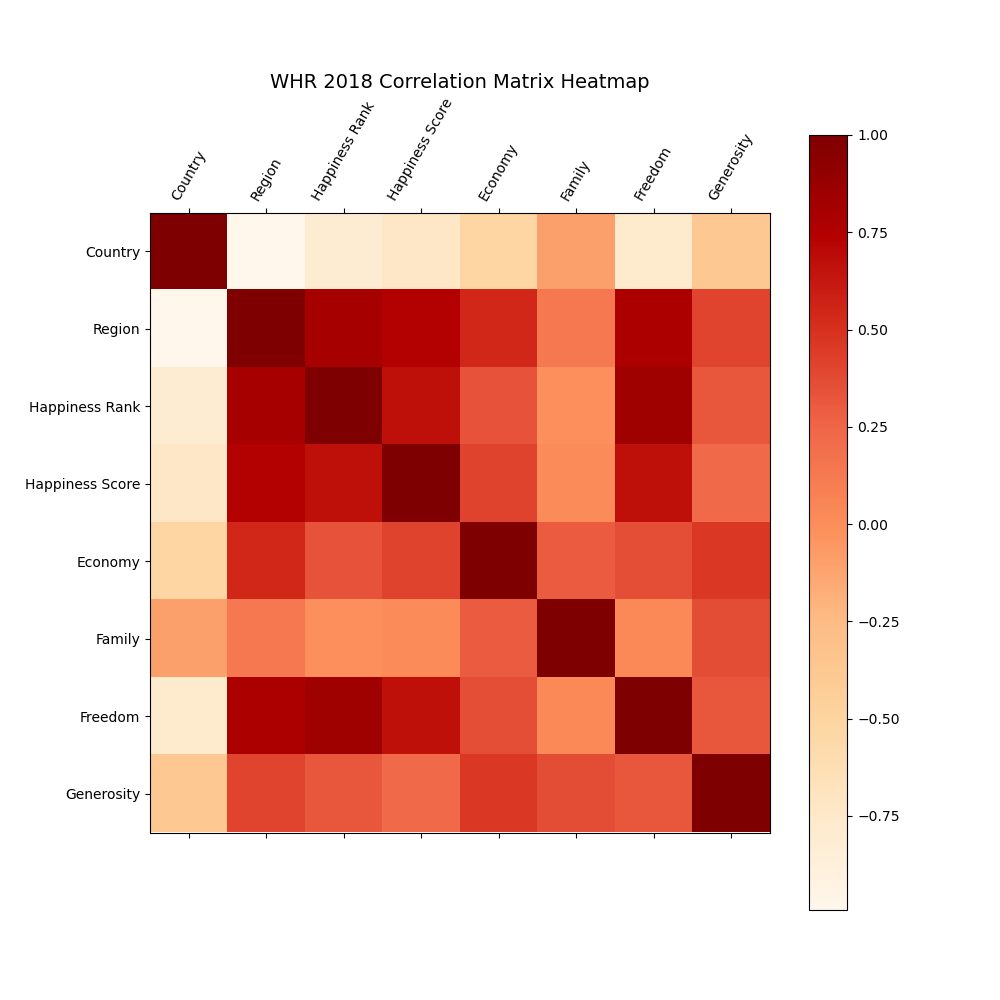 WHR 2018 Correlation Matrix Heatmap
Country
Region
Happiness Rank
Happiness Score
Economy
Family
Freedom
Generosity
Country
Region
Happiness Rank
Happiness Score
Economy
Family
Freedom
Generosity
1.00
0.75
0.50
0.25
0.00
−0.25
−0.50
−0.75